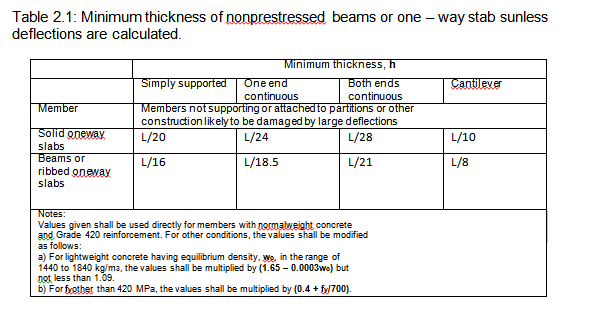 Table 2.1: Minimum thickness of nonprestressed beams or one – way stab sunless
deflections are calculated.
Minimum thickness, h
Simply supported One end continuous Both ends continuous Cantilever
Member Members not supporting or attached to partitions or other
construction likely to be damaged by large deflections
Solid oneway slabs L/20 L/24 L/28 L/10
Beams or ribbed oneway slabs L/16 L/18.5 L/21 L/8
Notes:
Values given shall be used directly for members with normalweight concrete
and Grade 420 reinforcement. For other conditions, the values shall be modified
as follows:
a) For lightweight concrete having equilibrium density, wₒ, in the range of
1440 to 1840 kg/m3, the values shall be multiplied by (1.65 – 0.0003wₒ) but
not less than 1.09.
b) For fyother than 420 MPa, the values shall be multiplied by (0.4 + fy/700).